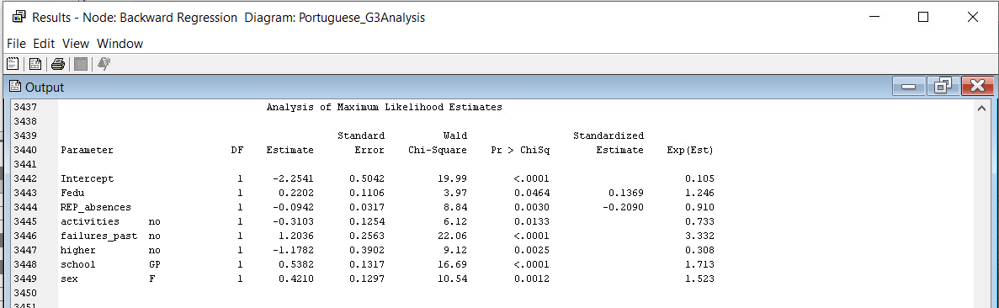 Results - Node: Backward Regression  Diagram: Portuguese_G3Analysis
File  Edit  View  Window
Output
3437 Analysis of Maximum Likelihood Estimates
3438
3439 Standard Wald Standardized
3440 Parameter DF Estimate Error Chi-Square Pr > ChiSq Estimate Exp(Est)
3441
3442 Intercept 1 -2.2541 0.5042 19.99 <.0001 0.105
3443 Fedu 1 0.2202 0.1106 3.97 0.0464 0.1369 1.246
3444 REP_absences 1 -0.0942 0.0317 8.84 0.0030 -0.2090 0.910
3445 activities no 1 -0.3103 0.1254 6.12 0.0133 0.733
3446 failures_past no 1 1.2036 0.2563 22.06 <.0001 3.332
3447 higher no 1 -1.1782 0.3902 9.12 0.0025 0.308
3448 school GP 1 0.5382 0.1317 16.69 <.0001 1.713
3449 sex F 1 0.4210 0.1297 10.54 0.0012 1.523
3450
3451